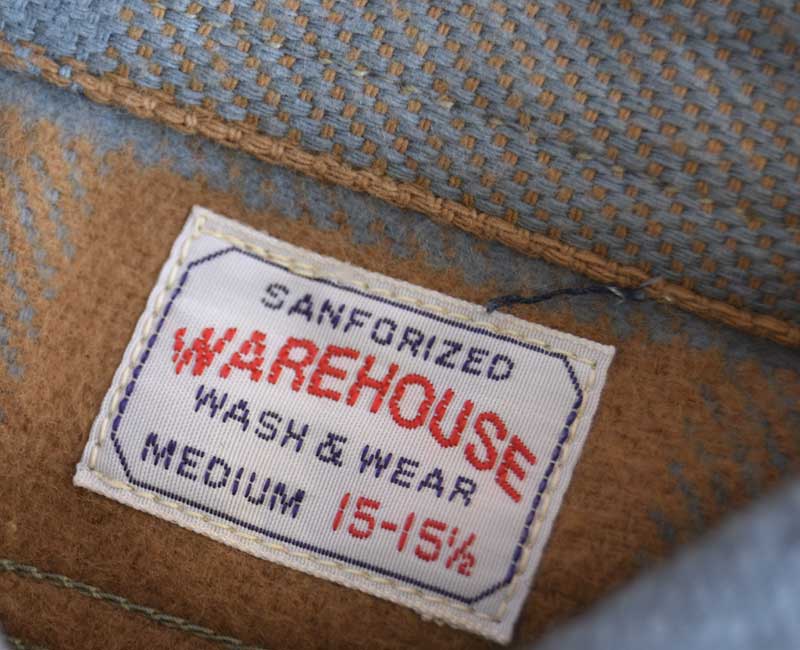 SANFORIZED
WAREHOUSE
WASH & WEAR
MEDIUM 15-15½